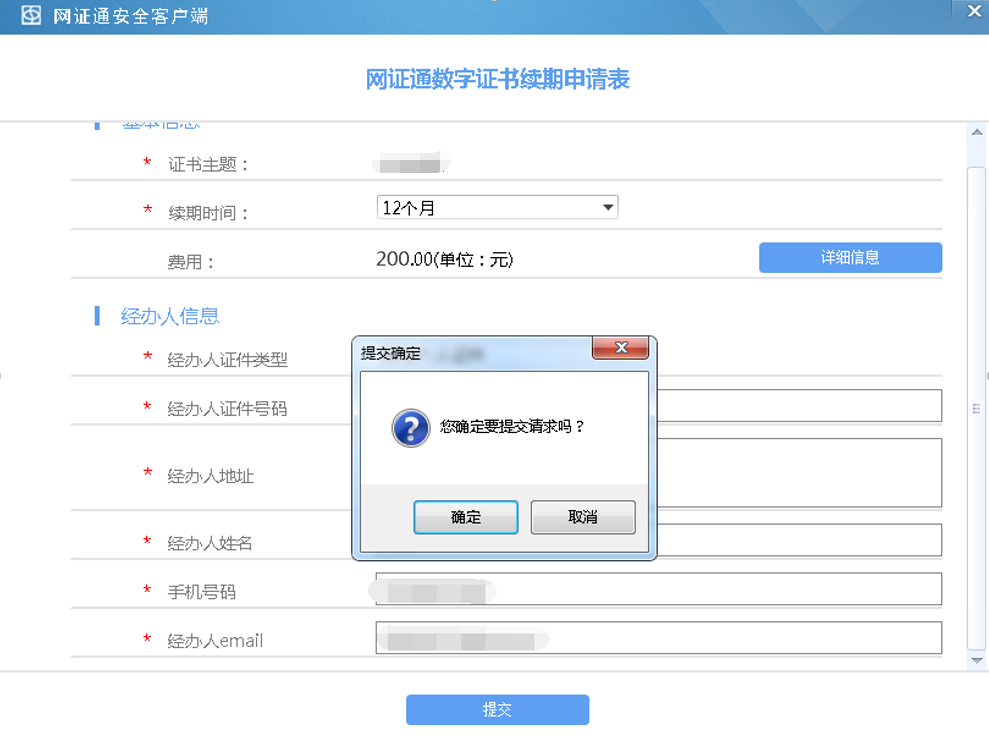 网证通安全客户端
网证通数字证书续期申请表
基本信息
* 证书主题：
* 续期时间： 12个月
费用： 200.00(单位：元) 详细信息
经办人信息
* 经办人证件类型
* 经办人证件号码
* 经办人地址
* 经办人姓名
* 手机号码
* 经办人email
提交确定
您确定要提交请求吗？
确定 取消
提交